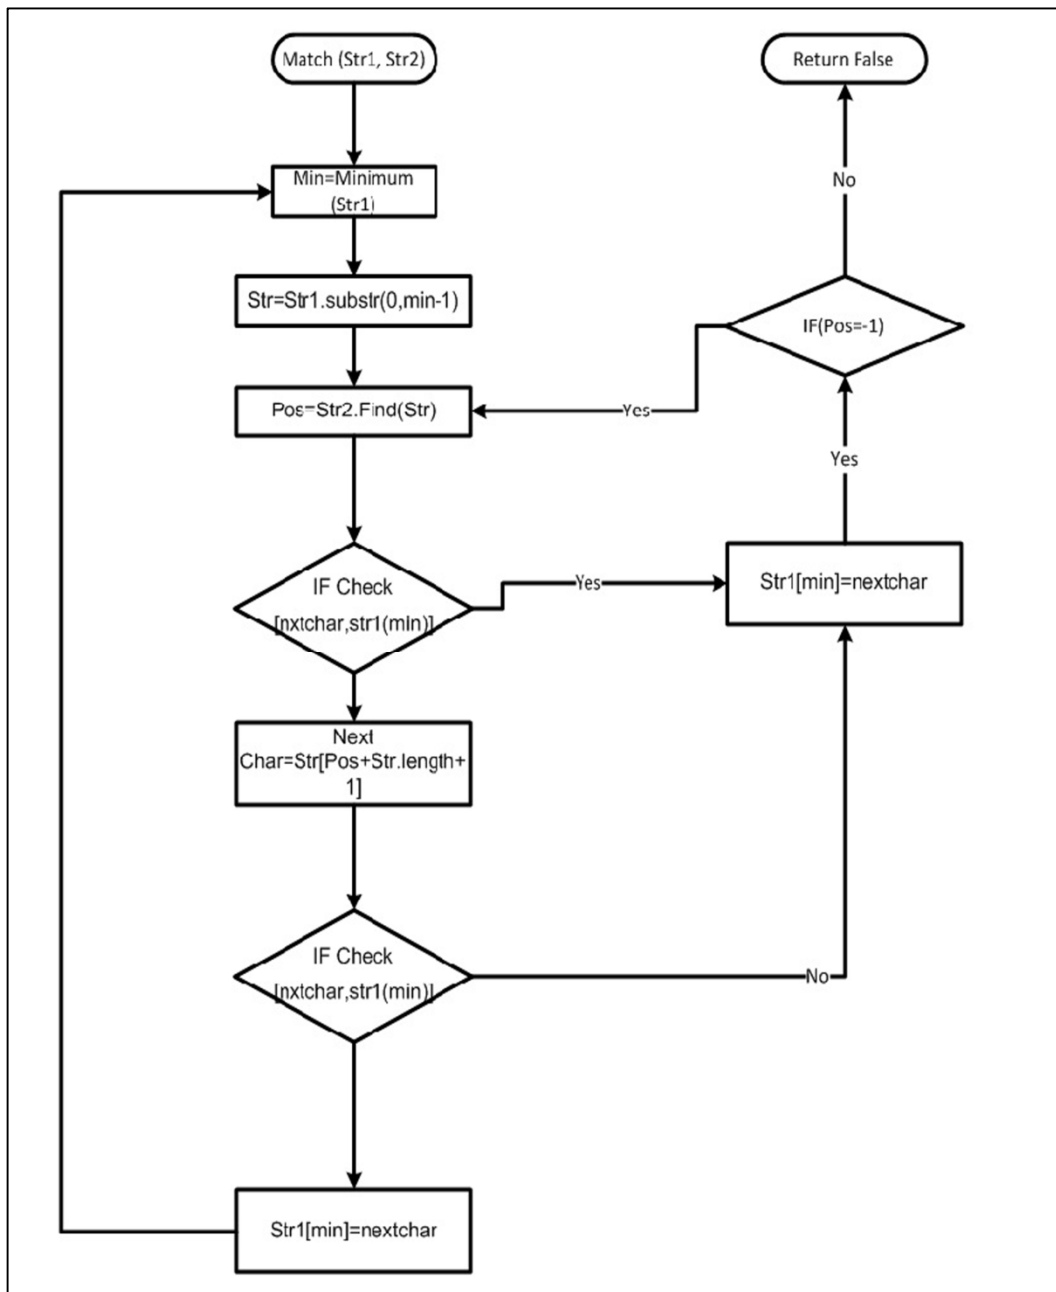 Match (Str1, Str2)
Return False
Min=Minimum
(Str1)
No
Str=Str1.substr(0,min-1)
IF(Pos=-1)
Pos=Str2.Find(Str)
Yes
Yes
IF Check
[nxtchar,str1(min)]
Yes
Str1[min]=nextchar
Next
Char=Str[Pos+Str.length+
1]
IF Check
[nxtchar,str1(min)]
No
Str1[min]=nextchar